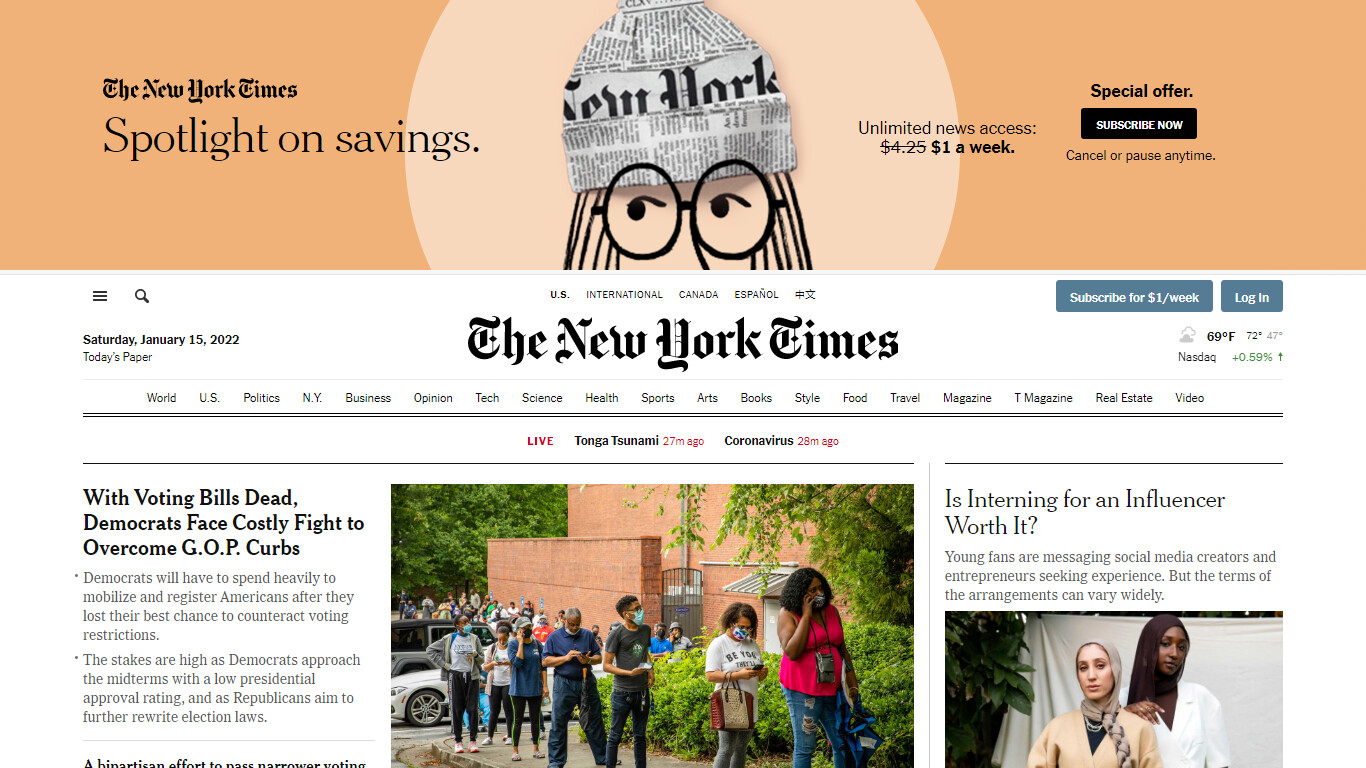 The New York Times
Spotlight on savings.
New York
Unlimited news access:
$4.25 $1 a week.
Special offer.
SUBSCRIBE NOW
Cancel or pause anytime.
U.S. INTERNATIONAL CANADA ESPAÑOL 中文
Subscribe for $1/week Log In
Saturday, January 15, 2022
Today's Paper
The New York Times
69°F 72° 47°
Nasdaq +0.59% ↑
World U.S. Politics N.Y. Business Opinion Tech Science Health Sports Arts Books Style Food Travel Magazine T Magazine Real Estate Video
LIVE Tonga Tsunami 27m ago Coronavirus 28m ago
With Voting Bills Dead,
Democrats Face Costly Fight to
Overcome G.O.P. Curbs
• Democrats will have to spend heavily to
mobilize and register Americans after they
lost their best chance to counteract voting
restrictions.
• The stakes are high as Democrats approach
the midterms with a low presidential
approval rating, and as Republicans aim to
further rewrite election laws.
A bipartisan effort to pass narrower voting
BE YOU
Is Interning for an Influencer
Worth It?
Young fans are messaging social media creators and
entrepreneurs seeking experience. But the terms of
the arrangements can vary widely.